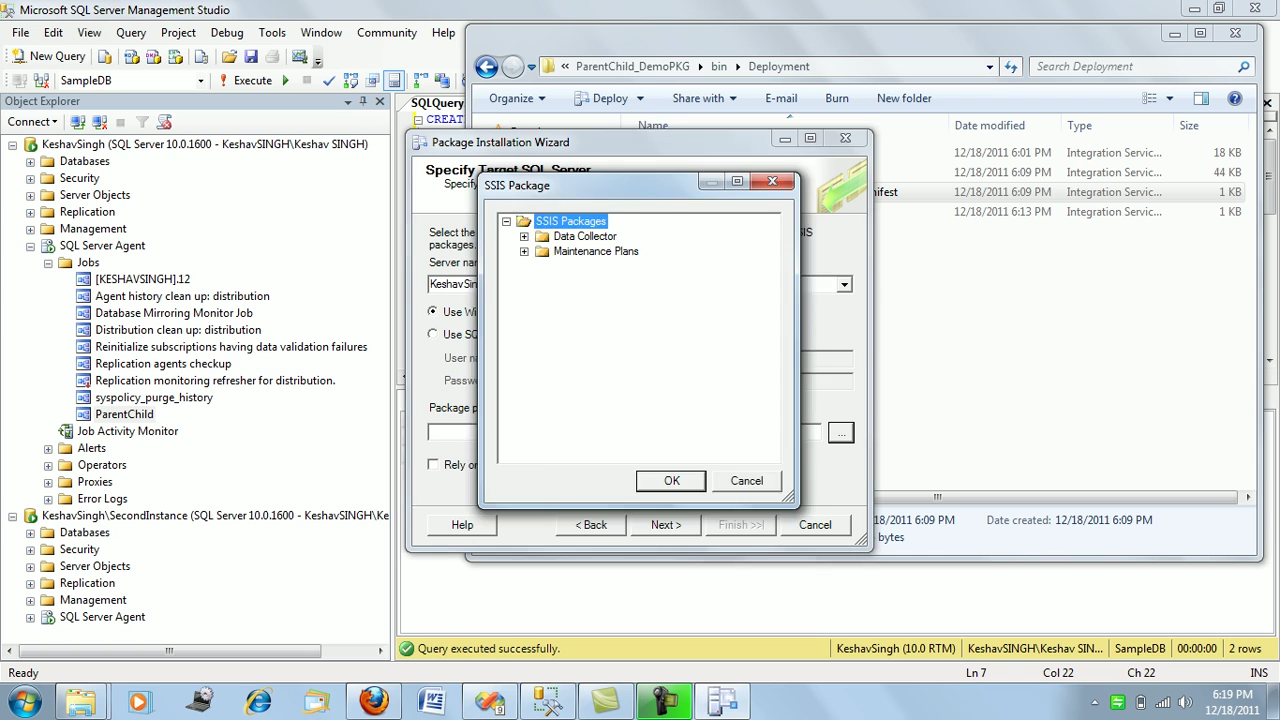 Microsoft SQL Server Management Studio
File Edit View Query Project Debug Tools Window Community Help
New Query
SampleDB
Execute
Object Explorer
Connect
KeshavSingh (SQL Server 10.0.1600 - KeshavSINGH\Keshav SINGH)
Databases
Security
Server Objects
Replication
Management
SQL Server Agent
Jobs
[KESHAVSINGH].12
Agent history clean up: distribution
Database Mirroring Monitor Job
Distribution clean up: distribution
Reinitialize subscriptions having data validation failures
Replication agents checkup
Replication monitoring refresher for distribution.
syspolicy_purge_history
ParentChild
Job Activity Monitor
Alerts
Operators
Proxies
Error Logs
KeshavSingh\SecondInstance (SQL Server 10.0.1600 - KeshavSINGH\Ke
Databases
Security
Server Objects
Replication
Management
SQL Server Agent
SQLQuery
CREAT
ParentChild_DemoPKG
bin
Deployment
Search Deployment
Organize
Deploy
Share with
E-mail
Burn
New folder
Name
Date modified
Type
Size
12/18/2011 6:01 PM Integration Servic... 18 KB
12/18/2011 6:09 PM Integration Servic... 44 KB
nifest 12/18/2011 6:09 PM Integration Servic... 1 KB
12/18/2011 6:13 PM Integration Servic... 1 KB
8/2011 6:09 PM Date created: 12/18/2011 6:09 PM
bytes
Package Installation Wizard
Specify Target SQL Server
Specify
Select the
SIS
packages.
Server nam
KeshavSin
Use Wi
Use SQ
User na
Passwo
Package p
...
Rely on
Help
< Back
Next >
Finish >>|
Cancel
SSIS Package
SSIS Packages
Data Collector
Maintenance Plans
OK
Cancel
Query executed successfully.
KeshavSingh (10.0 RTM) KeshavSINGH\Keshav SIN... SampleDB 00:00:00 2 rows
Ready
Ln 7 Col 22 Ch 22 INS
6:19 PM
12/18/2011